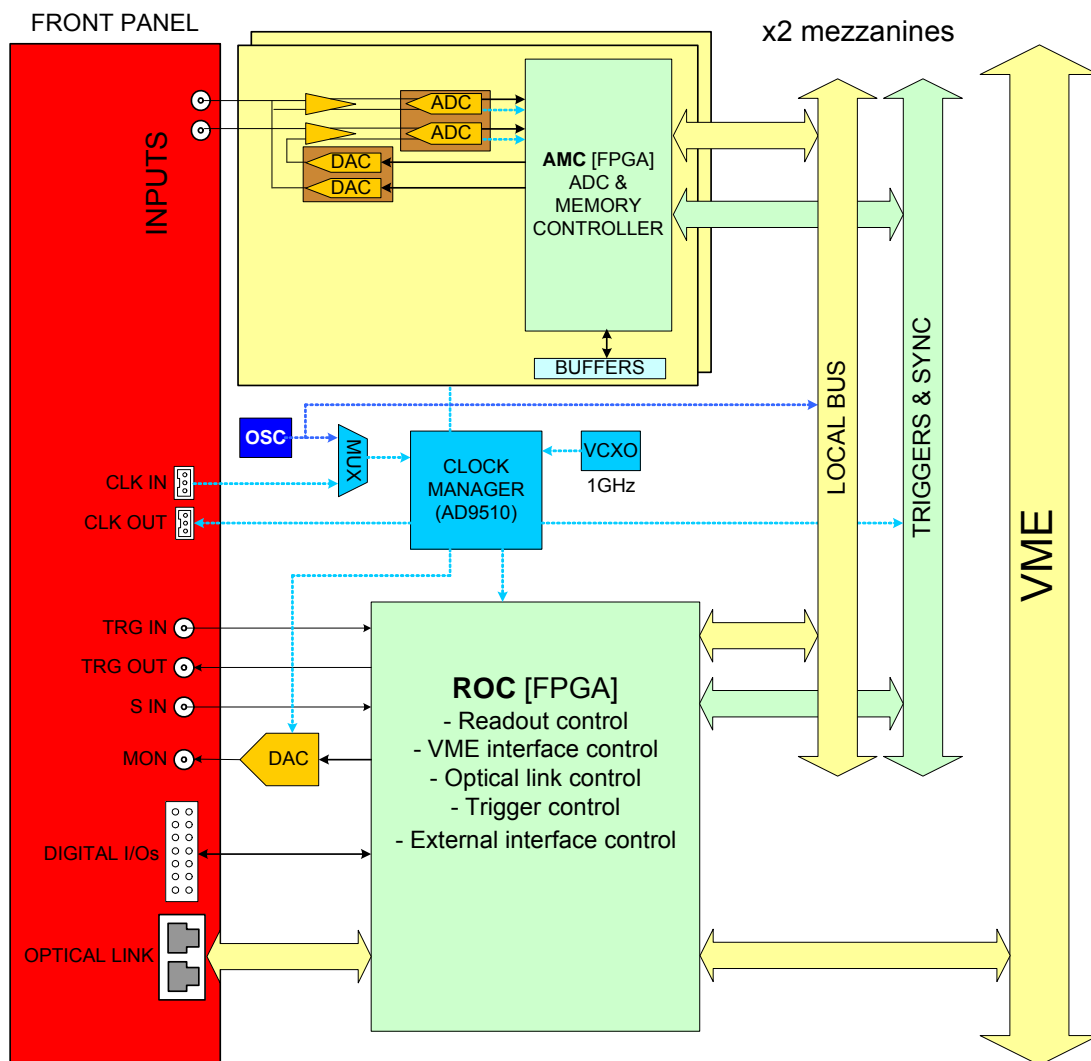 FRONT PANEL
x2 mezzanines
INPUTS
ADC
ADC
DAC
DAC
AMC [FPGA]
ADC &
MEMORY
CONTROLLER
BUFFERS
LOCAL BUS
TRIGGERS & SYNC
VME
OSC
MUX
CLOCK
MANAGER
(AD9510)
VCXO
1GHz
CLK IN
CLK OUT
TRG IN
TRG OUT
S IN
MON
DAC
DIGITAL I/Os
OPTICAL LINK
ROC [FPGA]
- Readout control
- VME interface control
- Optical link control
- Trigger control
- External interface control